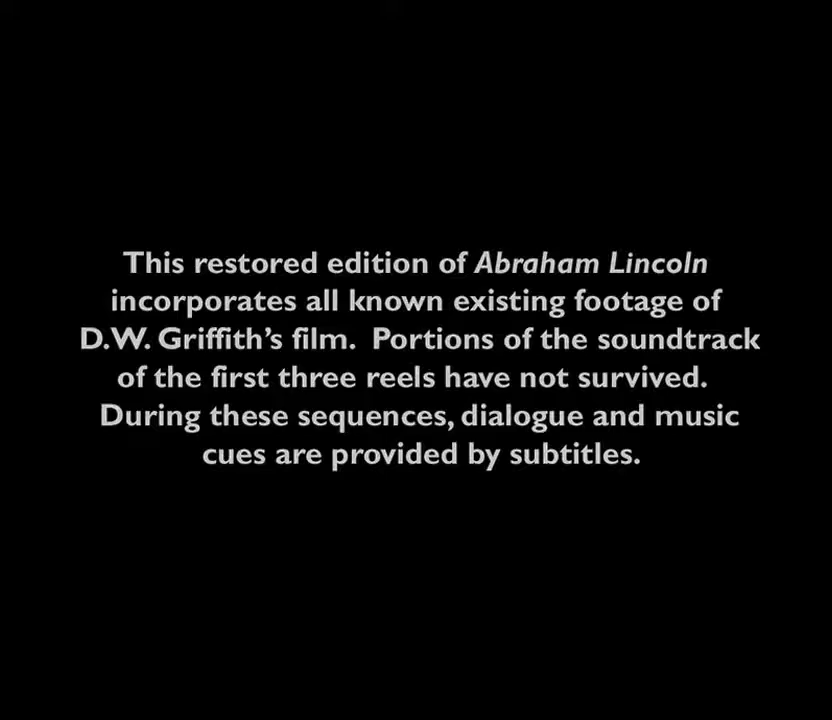 This restored edition of Abraham Lincoln
incorporates all known existing footage of
D.W. Griffith’s film.  Portions of the soundtrack
of the first three reels have not survived.
During these sequences, dialogue and music
cues are provided by subtitles.